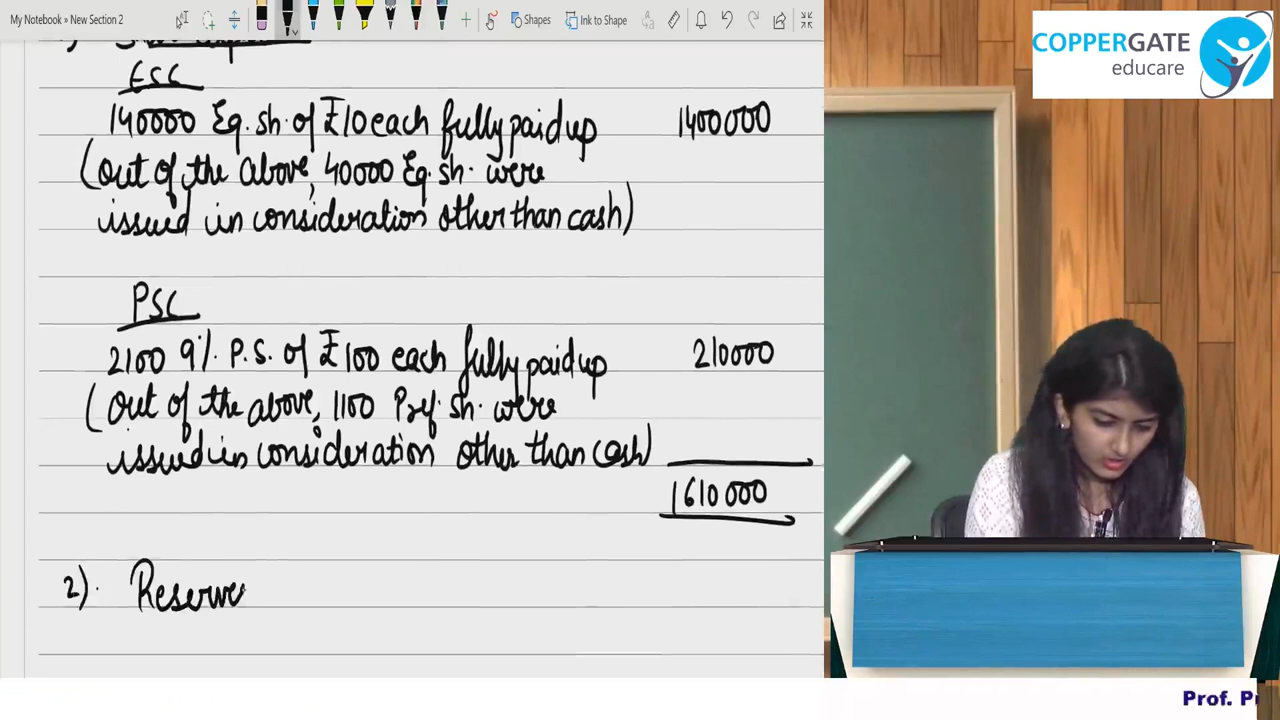 My Notebook » New Section 2
Shapes
Ink to Shape
COPPERGATE
educare
ESC
140000 Eq. sh. of ₹10 each fully paid up 1400000
(Out of the above, 40000 Eq. sh. were
issued in consideration other than cash)
PSC
2100 9% P.S. of ₹100 each fully paid up 210000
(Out of the above, 1100 Pref. sh. were
issued in consideration other than cash)
1610000
2). Reserve
Prof. P